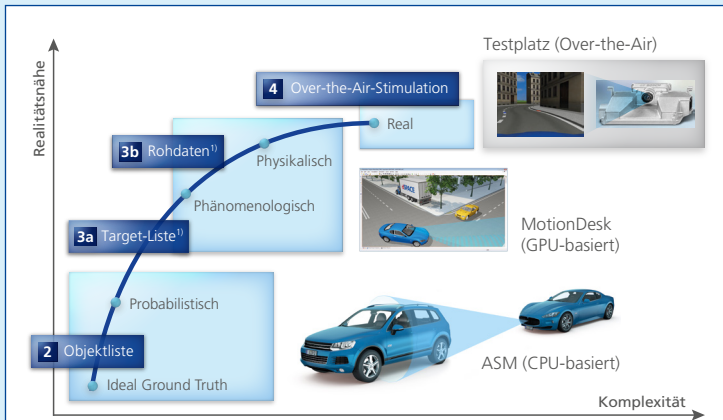 Testplatz (Over-the-Air)
Realitätsnähe
4 Over-the-Air-Stimulation
Real
3b Rohdaten¹⁾
Physikalisch
Phänomenologisch
dSPACE
MotionDesk
(GPU-basiert)
3a Target-Liste¹⁾
Probabilistisch
2 Objektliste
Ideal Ground Truth
ASM (CPU-basiert)
Komplexität